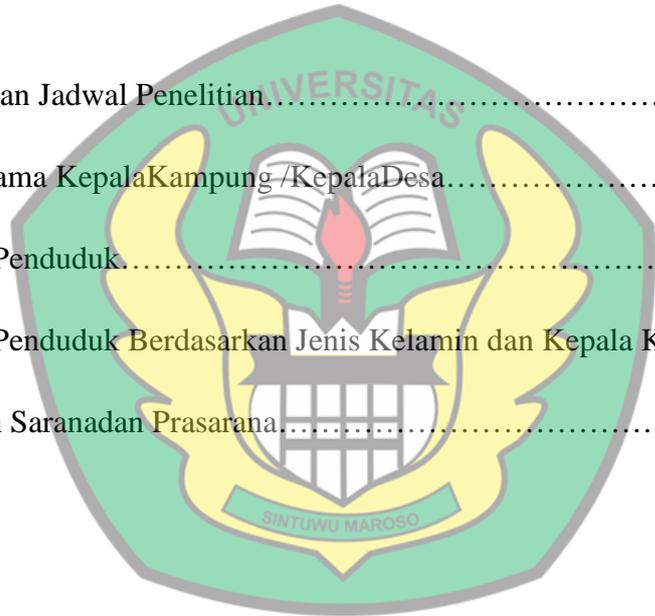 UNIVERSITAS
an Jadwal Penelitian……………………………………
ama KepalaKampung /KepalaDesa…………………
Penduduk……………………………………………………
Penduduk Berdasarkan Jenis Kelamin dan Kepala K
n Saranadan Prasarana…………………………………
SINTUWU MAROSO